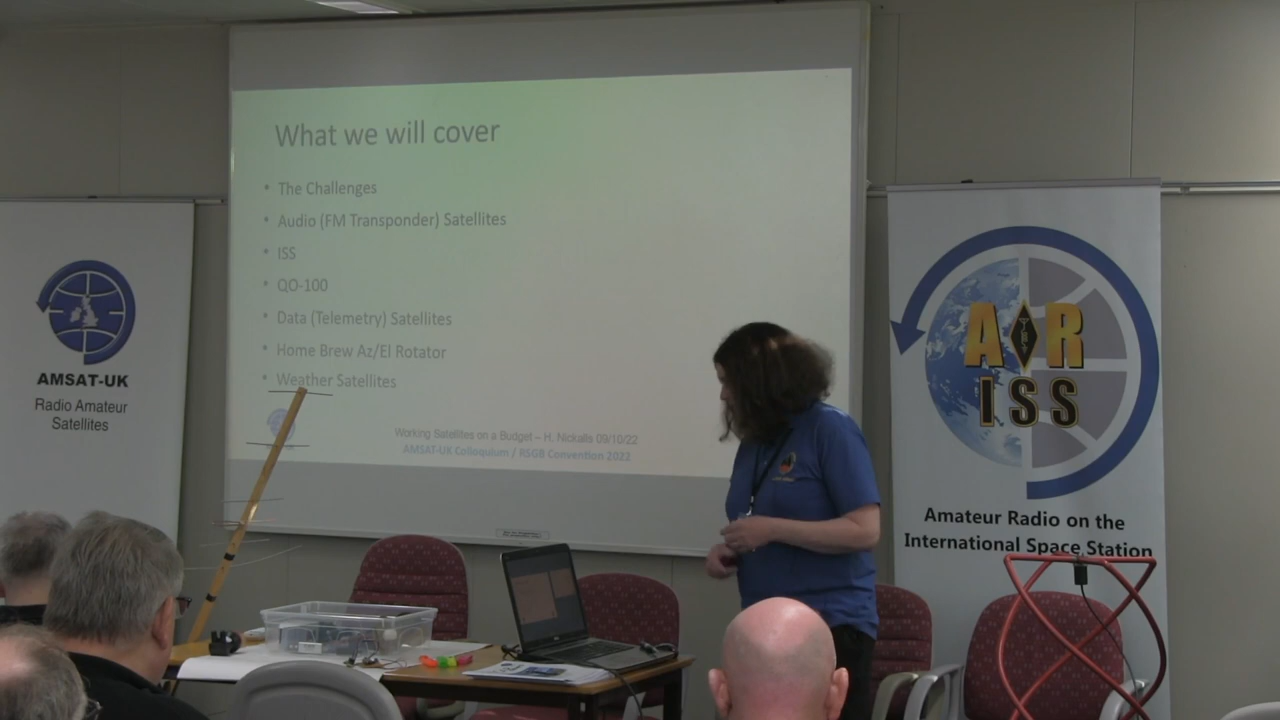 What we will cover
• The Challenges
• Audio (FM Transponder) Satellites
• ISS
• QO-100
• Data (Telemetry) Satellites
• Home Brew Az/El Rotator
• Weather Satellites
Working Satellites on a Budget – H. Nickalls 09/10/22
AMSAT-UK Colloquium / RSGB Convention 2022
AMSAT-UK
Radio Amateur
Satellites
A R
ISS
Amateur Radio on the
International Space Station